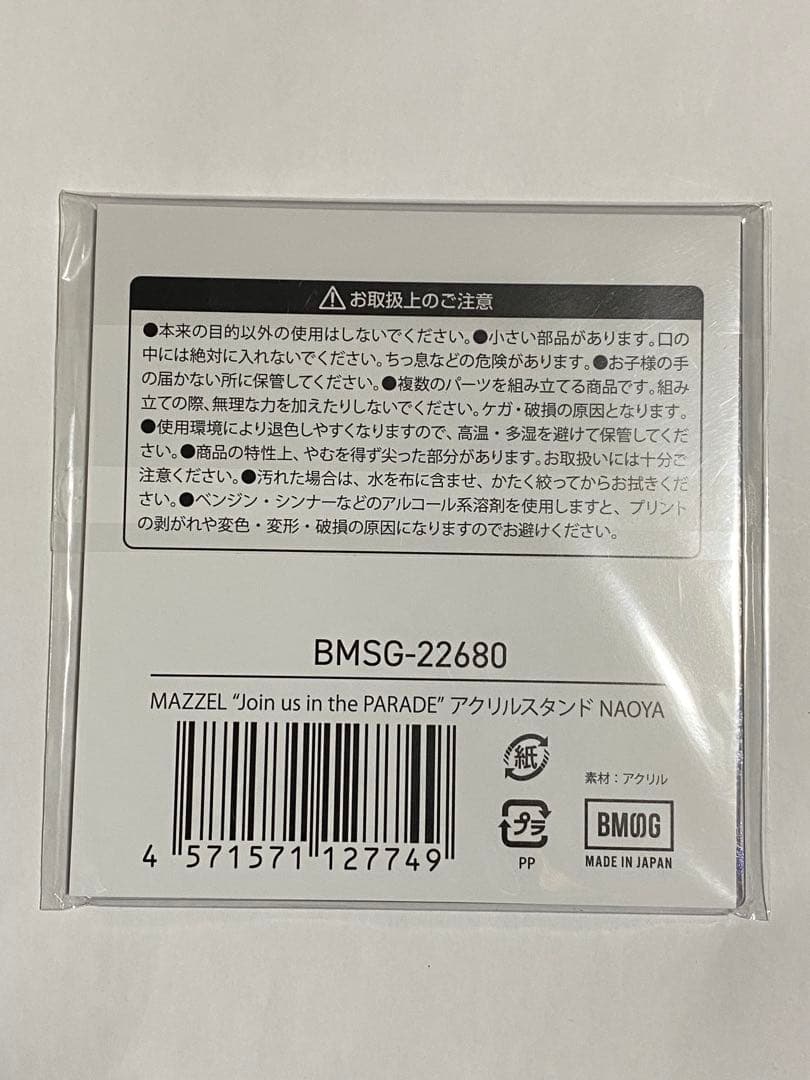 ⚠お取扱上のご注意
●本来の目的以外の使用はしないでください。●小さい部品があります。口の
中には絶対に入れないでください。ちっ息などの危険があります。●お子様の手
の届かない所に保管してください。●複数のパーツを組み立てる商品です。組み
立ての際、無理な力を加えたりしないでください。ケガ・破損の原因となります。
●使用環境により退色しやすくなりますので、高温・多湿を避けて保管してくだ
さい。●商品の特性上、やむを得ず尖った部分があります。お取扱いには十分ご
注意ください。●汚れた場合は、水を布に含ませ、かたく絞ってからお拭きくだ
さい。●ベンジン・シンナーなどのアルコール系溶剤を使用しますと、プリント
の剥がれや変色・変形・破損の原因になりますのでお避けください。
BMSG-22680
MAZZEL “Join us in the PARADE” アクリルスタンド NAOYA
4 571571 127749
紙
プラ
PP
素材：アクリル
BMSG
MADE IN JAPAN